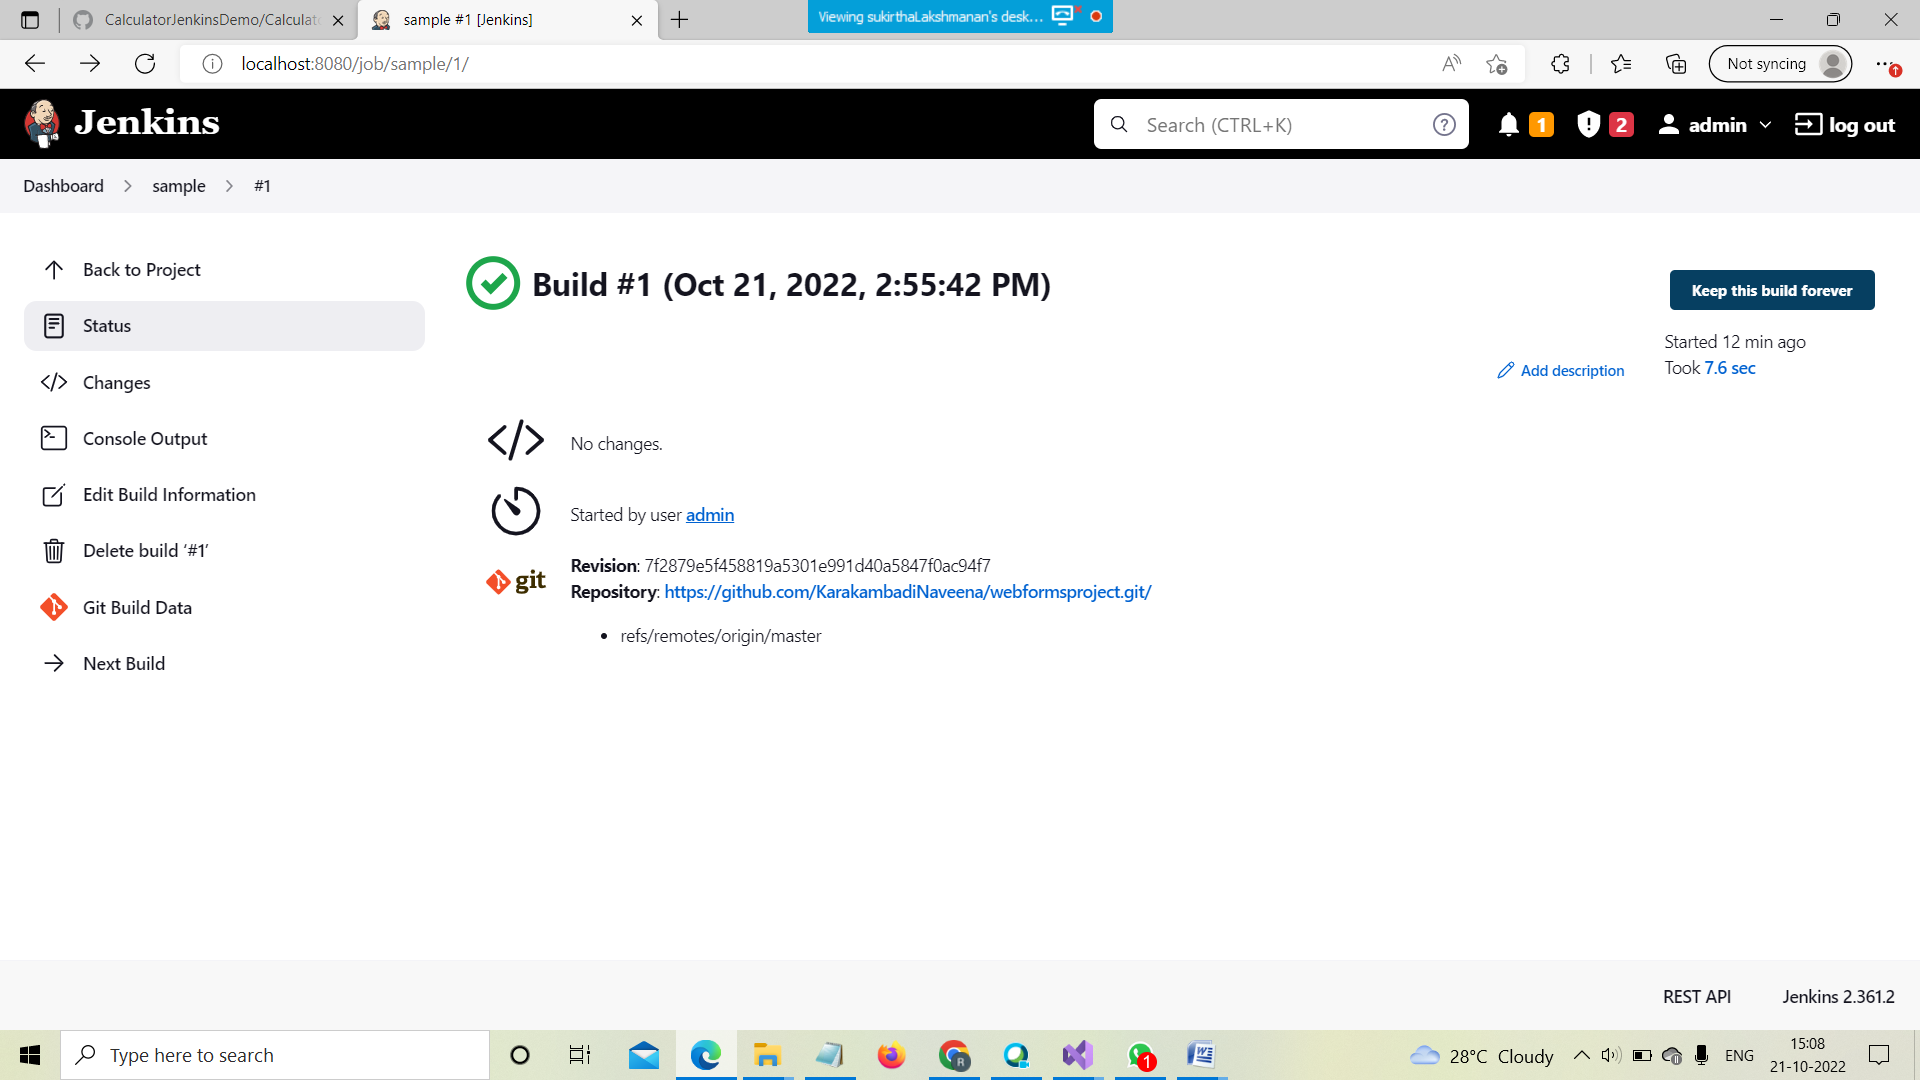 CalculatorJenkinsDemo/Calculat
sample #1 [Jenkins]
Viewing sukirthaLakshmanan's desk...
localhost:8080/job/sample/1/
Not syncing
Jenkins
Search (CTRL+K)
1
2
admin
log out
Dashboard
sample
#1
Back to Project
Status
Changes
Console Output
Edit Build Information
Delete build ‘#1’
Git Build Data
Next Build
Build #1 (Oct 21, 2022, 2:55:42 PM)
Keep this build forever
Started 12 min ago
Took 7.6 sec
Add description
No changes.
Started by user admin
git
Revision: 7f2879e5f458819a5301e991d40a5847f0ac94f7
Repository: https://github.com/KarakambadiNaveena/webformsproject.git/
• refs/remotes/origin/master
REST API
Jenkins 2.361.2
Type here to search
R
1
28°C Cloudy
ENG
15:08
21-10-2022